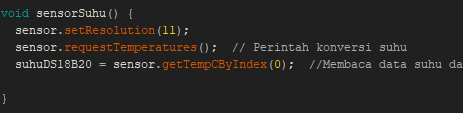 void sensorSuhu() {
sensor.setResolution(11);
sensor.requestTemperatures(); // Perintah konversi suhu
suhuDS18B20 = sensor.getTempCByIndex(0); //Membaca data suhu da
}